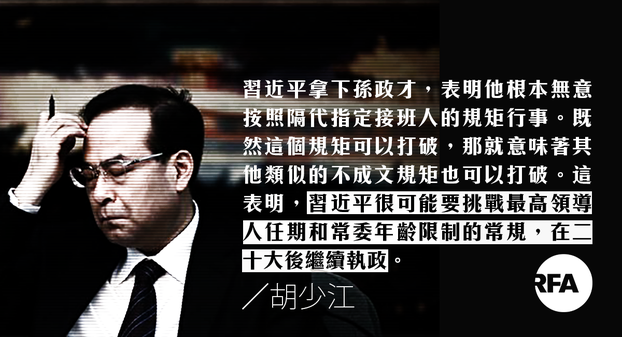 習近平拿下孫政才，表明他根本無意
按照隔代指定接班人的規矩行事。既
然這個規矩可以打破，那就意味著其
他類似的不成文規矩也可以打破。這
表明，習近平很可能要挑戰最高領導
人任期和常委年齡限制的常規，在二
十大後繼續執政。
／胡少江
RFA